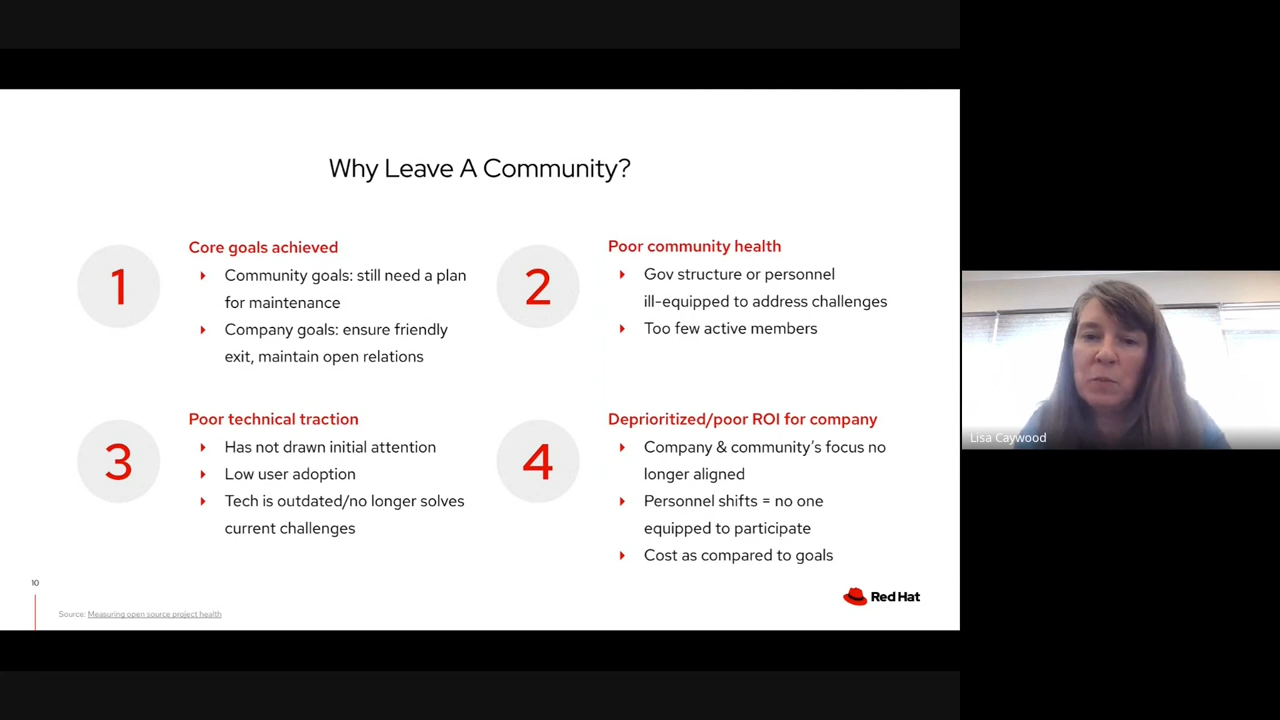 Why Leave A Community?
1
Core goals achieved
Community goals: still need a plan
for maintenance
Company goals: ensure friendly
exit, maintain open relations
2
Poor community health
Gov structure or personnel
ill-equipped to address challenges
Too few active members
3
Poor technical traction
Has not drawn initial attention
Low user adoption
Tech is outdated/no longer solves
current challenges
4
Deprioritized/poor ROI for company
Company & community's focus no
longer aligned
Personnel shifts = no one
equipped to participate
Cost as compared to goals
10
Source: Measuring open source project health
Red Hat
Lisa Caywood